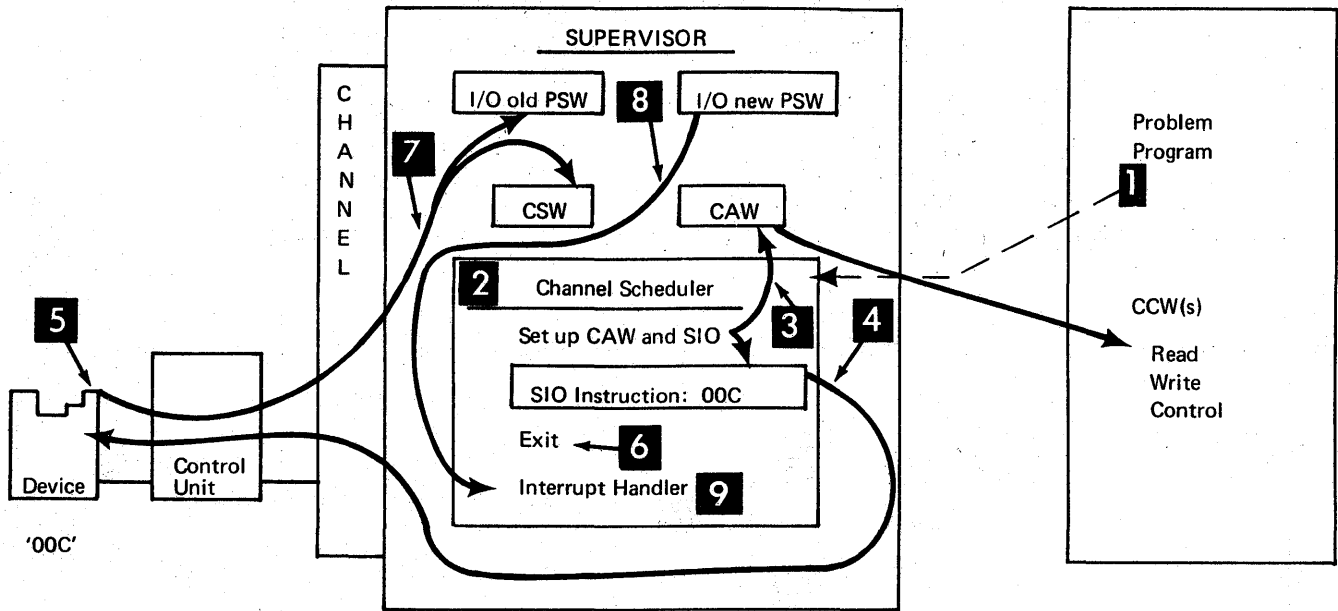 SUPERVISOR
I/O old PSW
8
I/O new PSW
C
H
A
N
N
E
L
7
CSW
CAW
Problem
Program
1
2
Channel Scheduler
Set up CAW and SIO
3
4
SIO Instruction: 00C
Exit
6
Interrupt Handler
9
CCW(s)
Read
Write
Control
5
Device
Control
Unit
'00C'